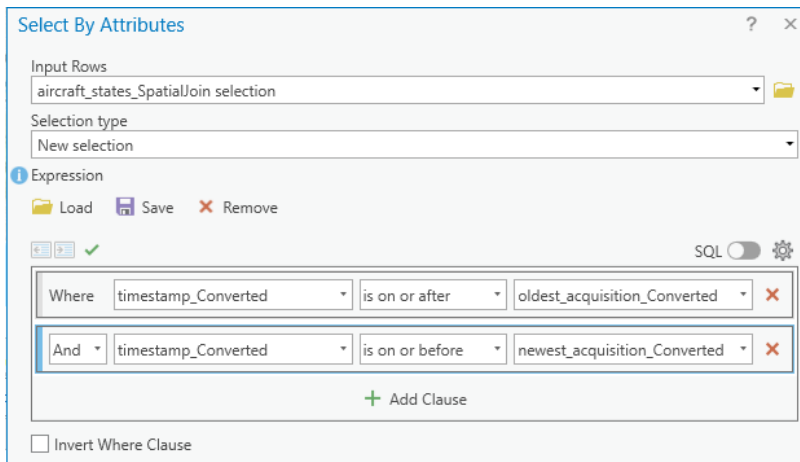 Select By Attributes ? ×
Input Rows
aircraft_states_SpatialJoin selection
Selection type
New selection
Expression
Load Save Remove
SQL
Where timestamp_Converted is on or after oldest_acquisition_Converted
And timestamp_Converted is on or before newest_acquisition_Converted
+ Add Clause
Invert Where Clause